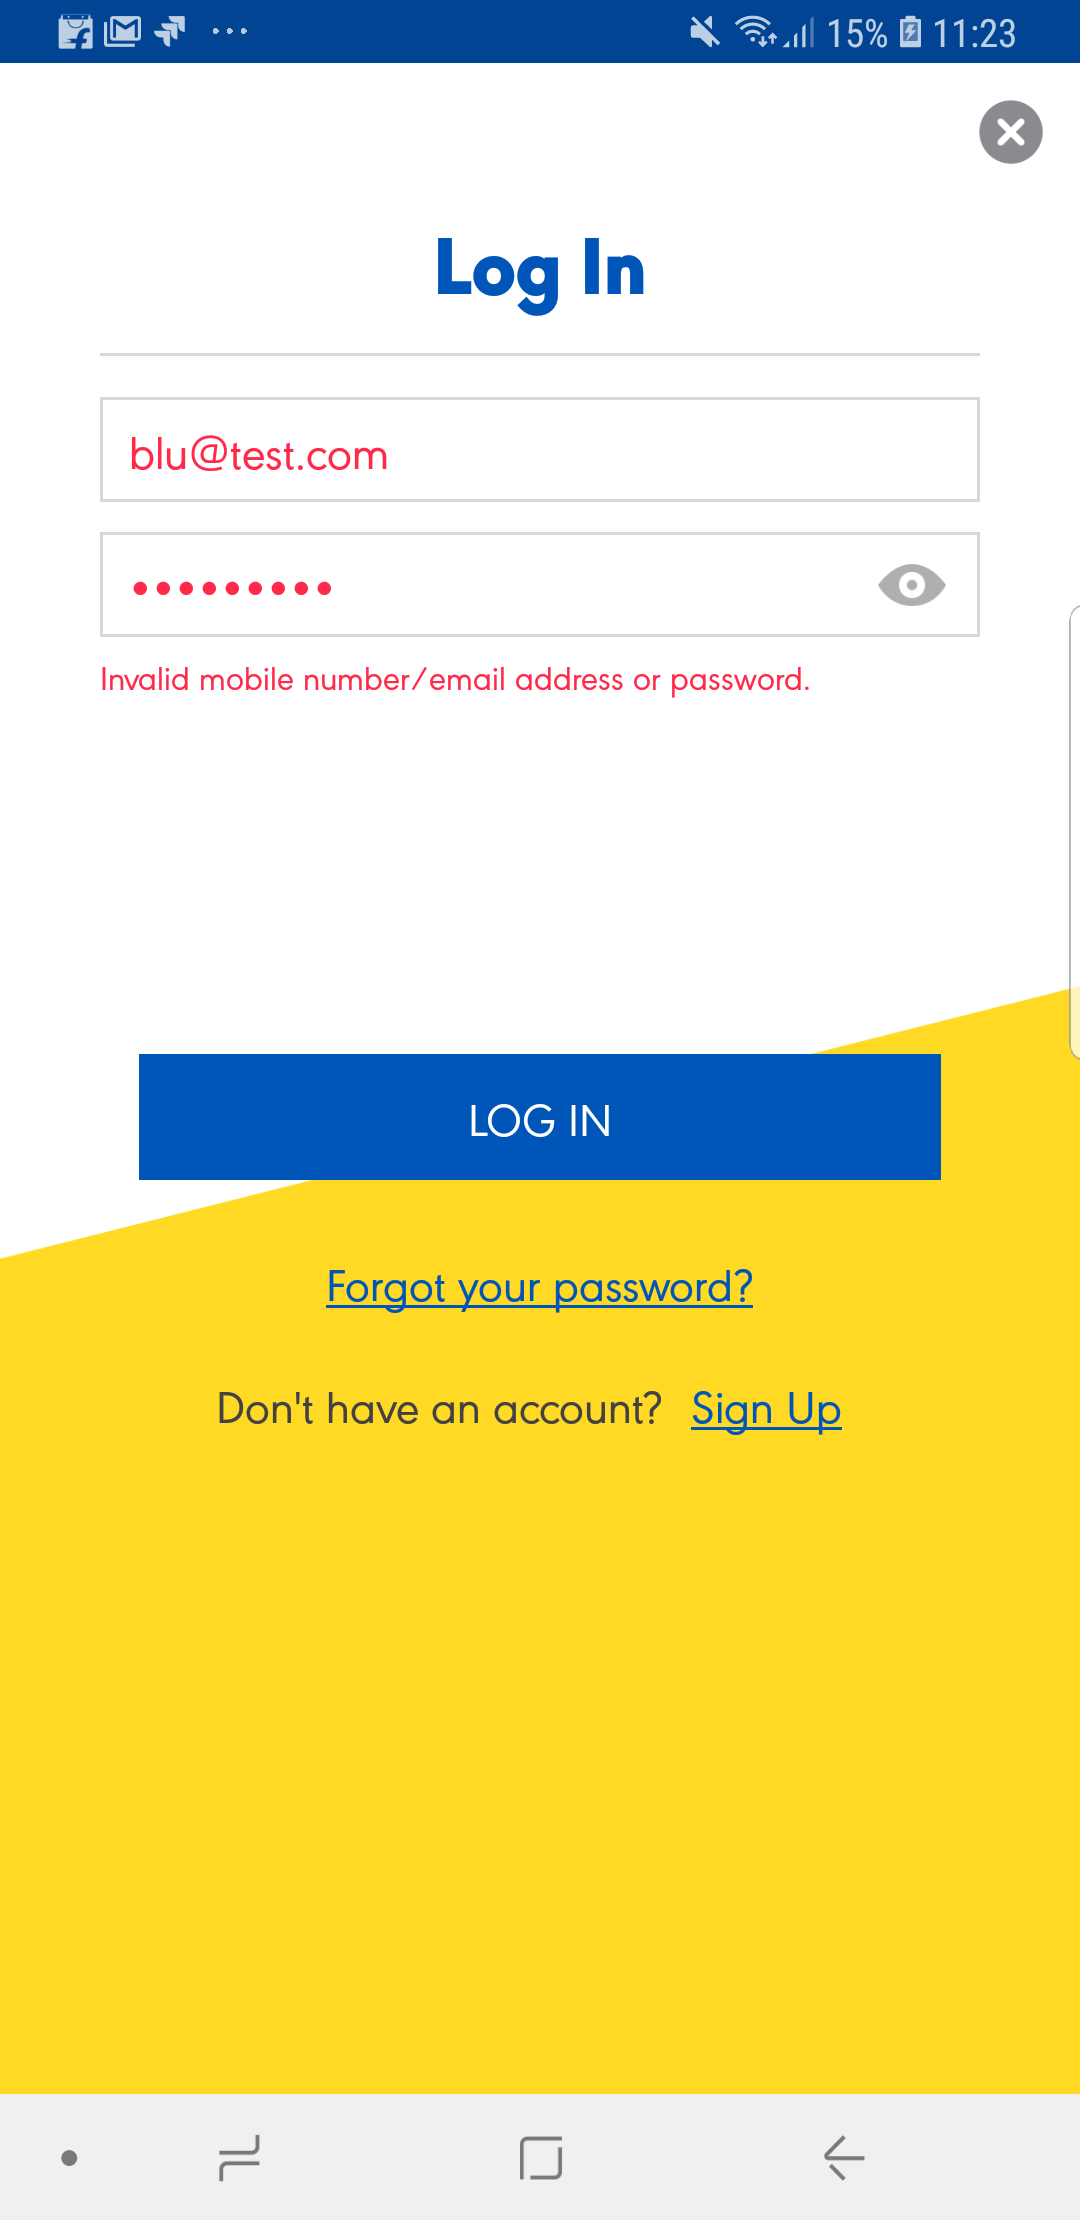 15% 11:23
Log In
blu@test.com
•••••••••
Invalid mobile number/email address or password.
LOG IN
Forgot your password?
Don't have an account? Sign Up